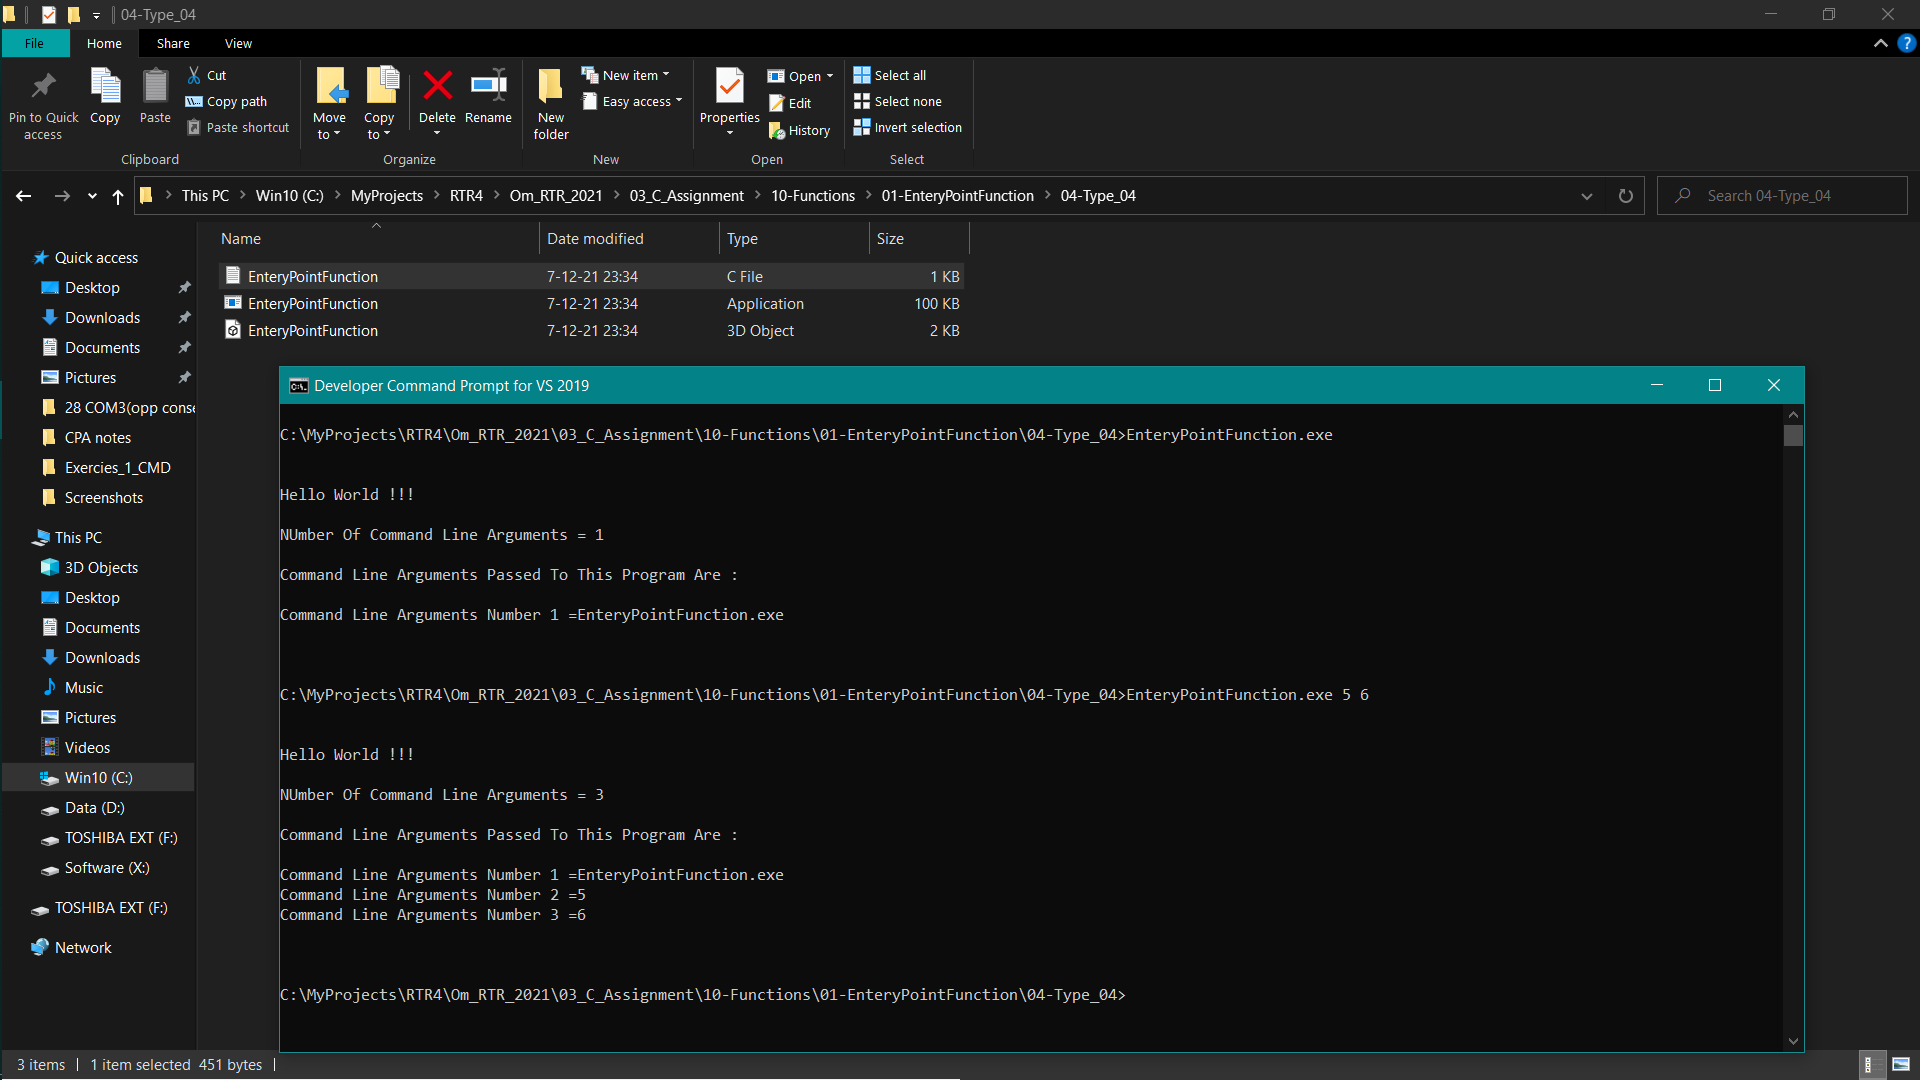 04-Type_04
File Home Share View
Pin to Quick access
Copy
Paste
Cut
Copy path
Paste shortcut
Clipboard
Move to
Copy to
Delete
Rename
Organize
New folder
New item
Easy access
New
Properties
Open
Edit
History
Open
Select all
Select none
Invert selection
Select
This PC > Win10 (C:) > MyProjects > RTR4 > Om_RTR_2021 > 03_C_Assignment > 10-Functions > 01-EnteryPointFunction > 04-Type_04
Search 04-Type_04
Name Date modified Type Size
EnteryPointFunction 7-12-21 23:34 C File 1 KB
EnteryPointFunction 7-12-21 23:34 Application 100 KB
EnteryPointFunction 7-12-21 23:34 3D Object 2 KB
Quick access
Desktop
Downloads
Documents
Pictures
28 COM3(opp conse
CPA notes
Exercies_1_CMD
Screenshots
This PC
3D Objects
Desktop
Documents
Downloads
Music
Pictures
Videos
Win10 (C:)
Data (D:)
TOSHIBA EXT (F:)
Software (X:)
TOSHIBA EXT (F:)
Network
Developer Command Prompt for VS 2019
C:\MyProjects\RTR4\Om_RTR_2021\03_C_Assignment\10-Functions\01-EnteryPointFunction\04-Type_04>EnteryPointFunction.exe
Hello World !!!
NUmber Of Command Line Arguments = 1
Command Line Arguments Passed To This Program Are :
Command Line Arguments Number 1 =EnteryPointFunction.exe
C:\MyProjects\RTR4\Om_RTR_2021\03_C_Assignment\10-Functions\01-EnteryPointFunction\04-Type_04>EnteryPointFunction.exe 5 6
Hello World !!!
NUmber Of Command Line Arguments = 3
Command Line Arguments Passed To This Program Are :
Command Line Arguments Number 1 =EnteryPointFunction.exe
Command Line Arguments Number 2 =5
Command Line Arguments Number 3 =6
C:\MyProjects\RTR4\Om_RTR_2021\03_C_Assignment\10-Functions\01-EnteryPointFunction\04-Type_04>
3 items 1 item selected 451 bytes